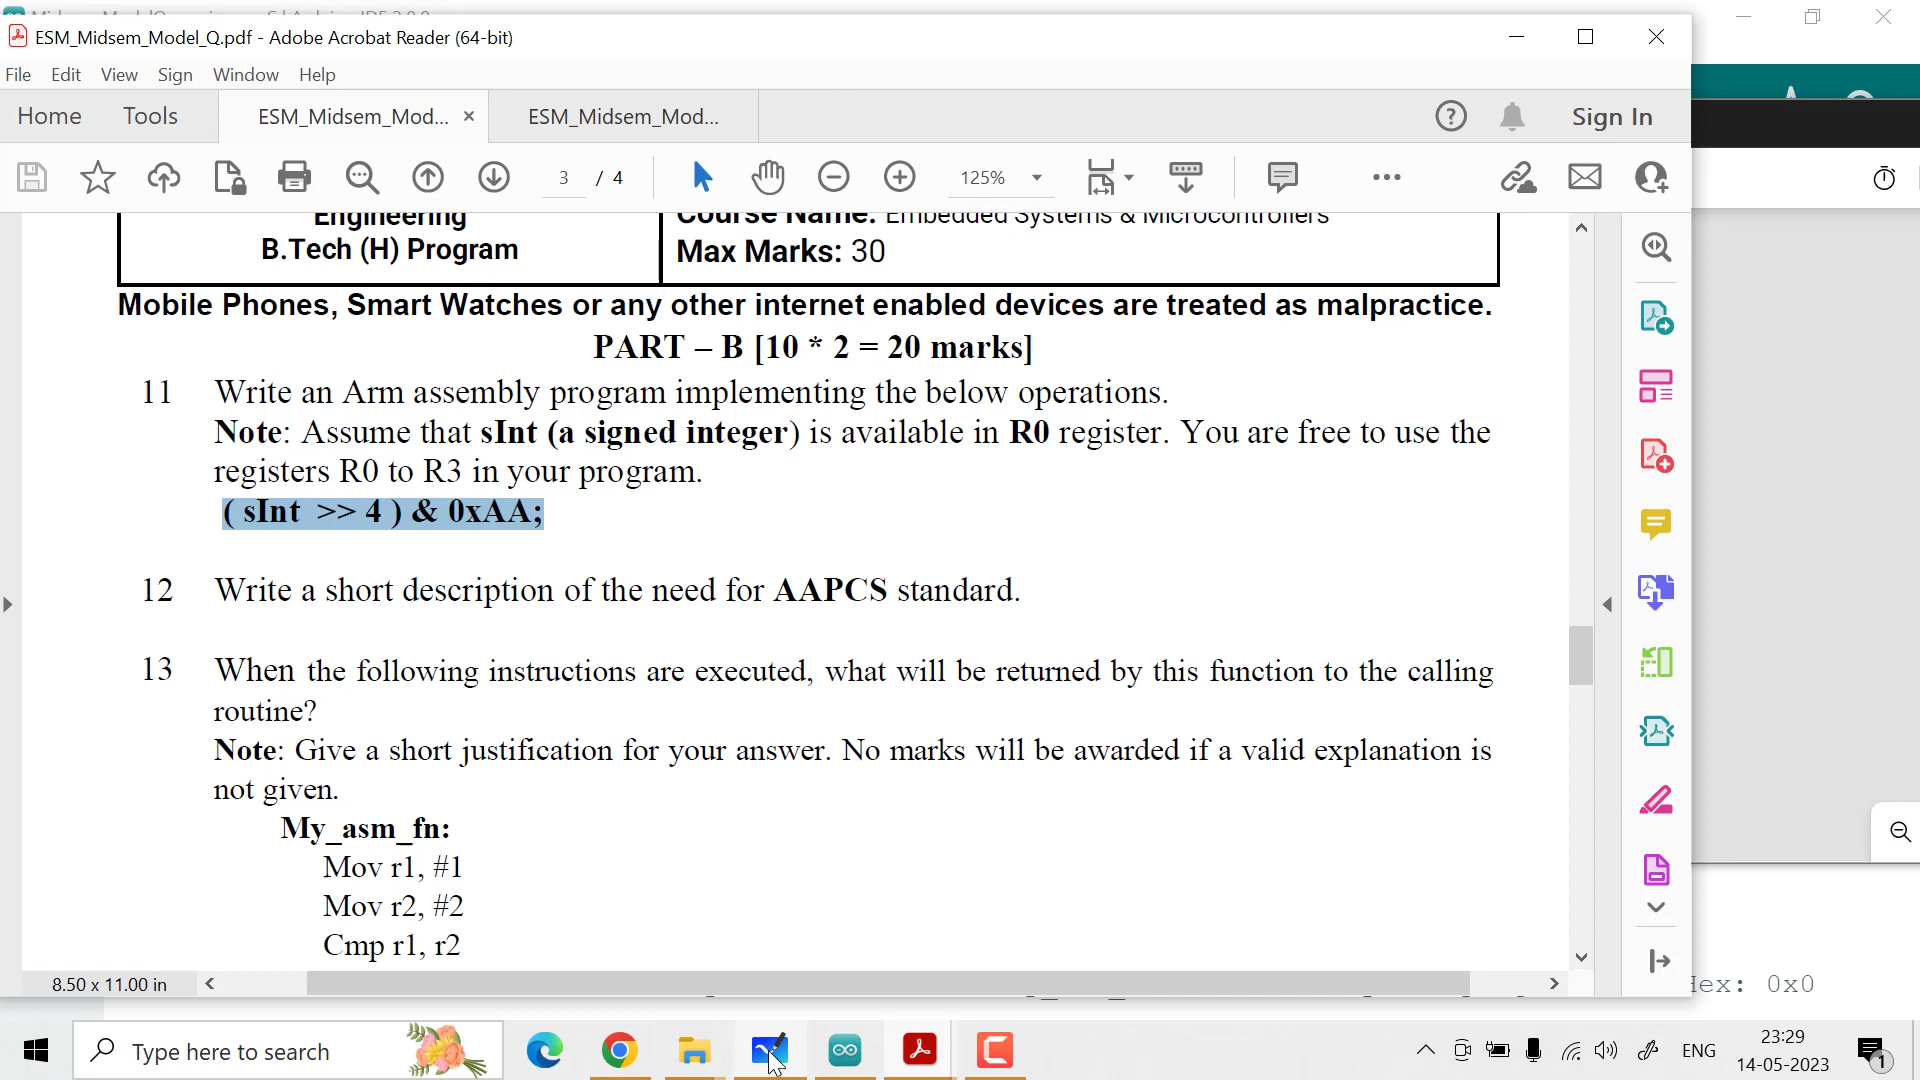 ESM_Midsem_Model_Q.pdf - Adobe Acrobat Reader (64-bit)
File Edit View Sign Window Help
Home Tools ESM_Midsem_Mod... × ESM_Midsem_Mod... Sign In
3 / 4 125%
Engineering
Course Name: Embedded Systems & Microcontrollers
B.Tech (H) Program
Max Marks: 30
Mobile Phones, Smart Watches or any other internet enabled devices are treated as malpractice.
PART – B [10 * 2 = 20 marks]
11 Write an Arm assembly program implementing the below operations.
Note: Assume that sInt (a signed integer) is available in R0 register. You are free to use the
registers R0 to R3 in your program.
( sInt >> 4 ) & 0xAA;
12 Write a short description of the need for AAPCS standard.
13 When the following instructions are executed, what will be returned by this function to the calling
routine?
Note: Give a short justification for your answer. No marks will be awarded if a valid explanation is
not given.
My_asm_fn:
Mov r1, #1
Mov r2, #2
Cmp r1, r2
8.50 x 11.00 in
Hex: 0x0
Type here to search
ENG
23:29
14-05-2023
1